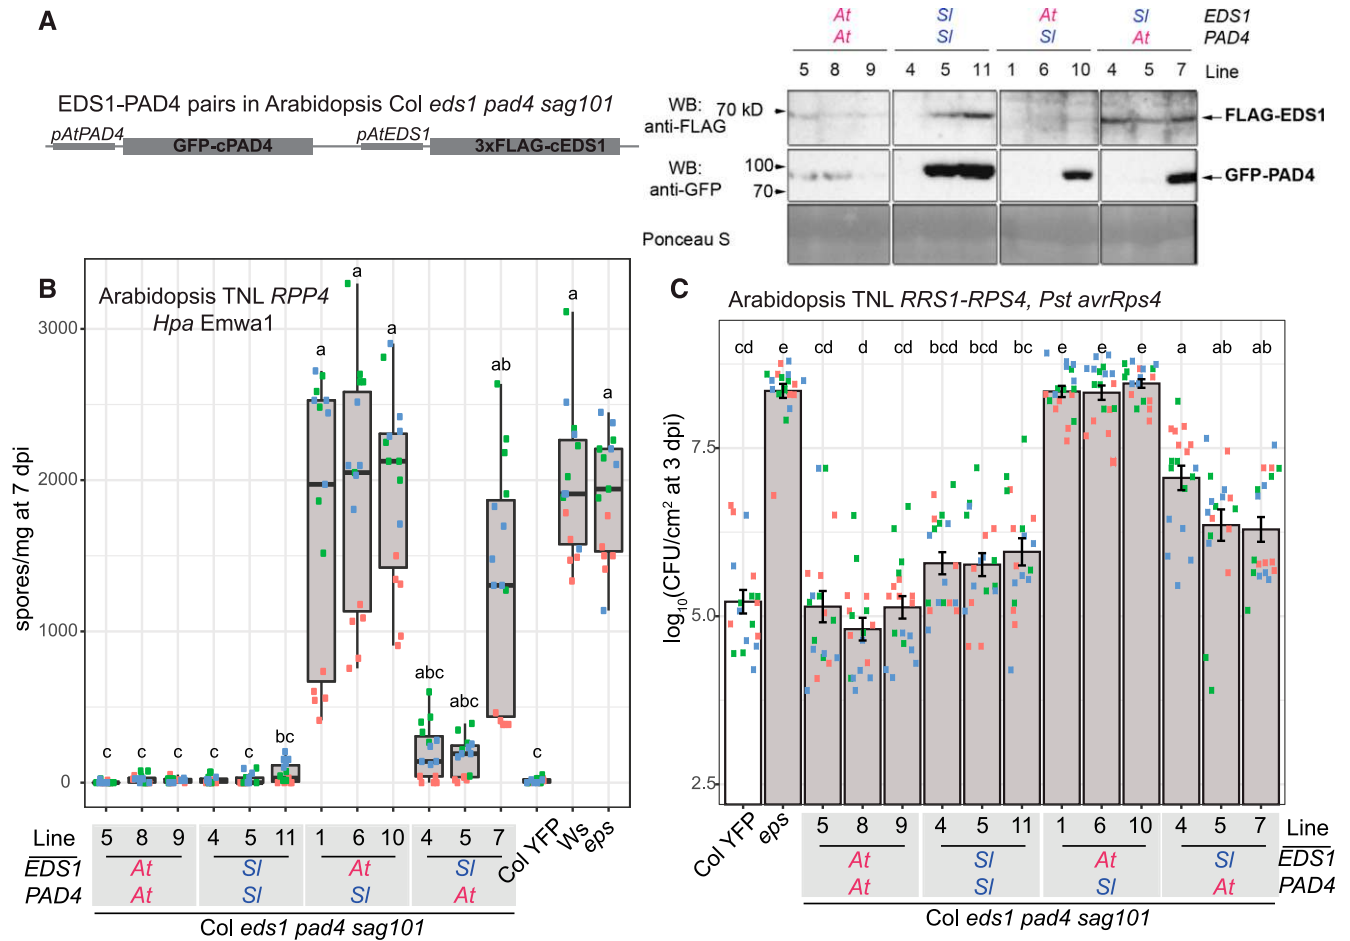 A
EDS1-PAD4 pairs in Arabidopsis Col eds1 pad4 sag101
pAtPAD4 pAtEDS1
GFP-cPAD4 3xFLAG-cEDS1
At Sl At Sl EDS1
At Sl Sl At PAD4
5 8 9 4 5 11 1 6 10 4 5 7 Line
WB: anti-FLAG
70 kD
FLAG-EDS1
WB: anti-GFP
100
70
GFP-PAD4
Ponceau S
B
Arabidopsis TNL RPP4
Hpa Emwa1
spores/mg at 7 dpi
3000
2000
1000
0
c c c c c bc a a a abc abc ab c a a
5 8 9 4 5 11 1 6 10 4 5 7 Col YFP Ws eps
Line
EDS1 At Sl At Sl
PAD4 At Sl Sl At
Col eds1 pad4 sag101
C
Arabidopsis TNL RRS1-RPS4, Pst avrRps4
log10(CFU/cm2 at 3 dpi)
7.5
5.0
2.5
cd e cd d cd bcd bcd bc e e e a ab ab
Col YFP eps 5 8 9 4 5 11 1 6 10 4 5 7 Line
At Sl At Sl EDS1
At Sl Sl At PAD4
Col eds1 pad4 sag101